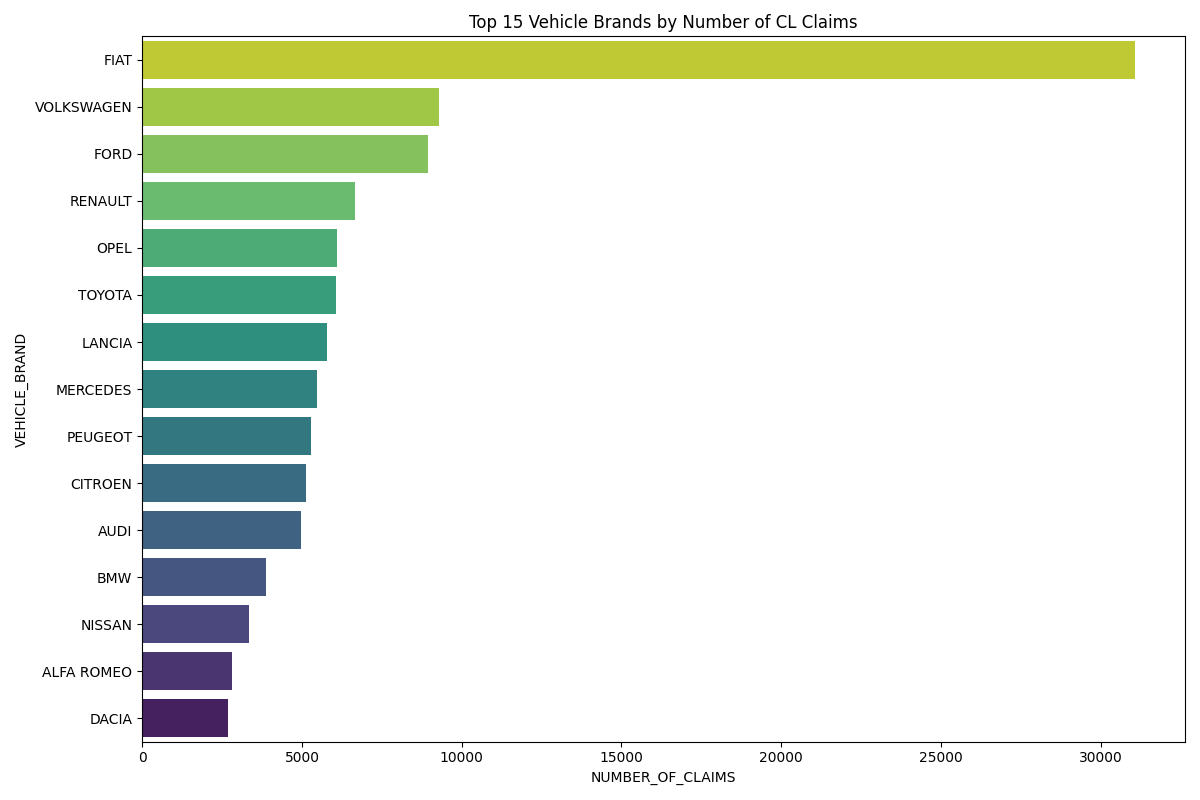 Top 15 Vehicle Brands by Number of CL Claims
VEHICLE_BRAND
FIAT
VOLKSWAGEN
FORD
RENAULT
OPEL
TOYOTA
LANCIA
MERCEDES
PEUGEOT
CITROEN
AUDI
BMW
NISSAN
ALFA ROMEO
DACIA
0 5000 10000 15000 20000 25000 30000
NUMBER_OF_CLAIMS